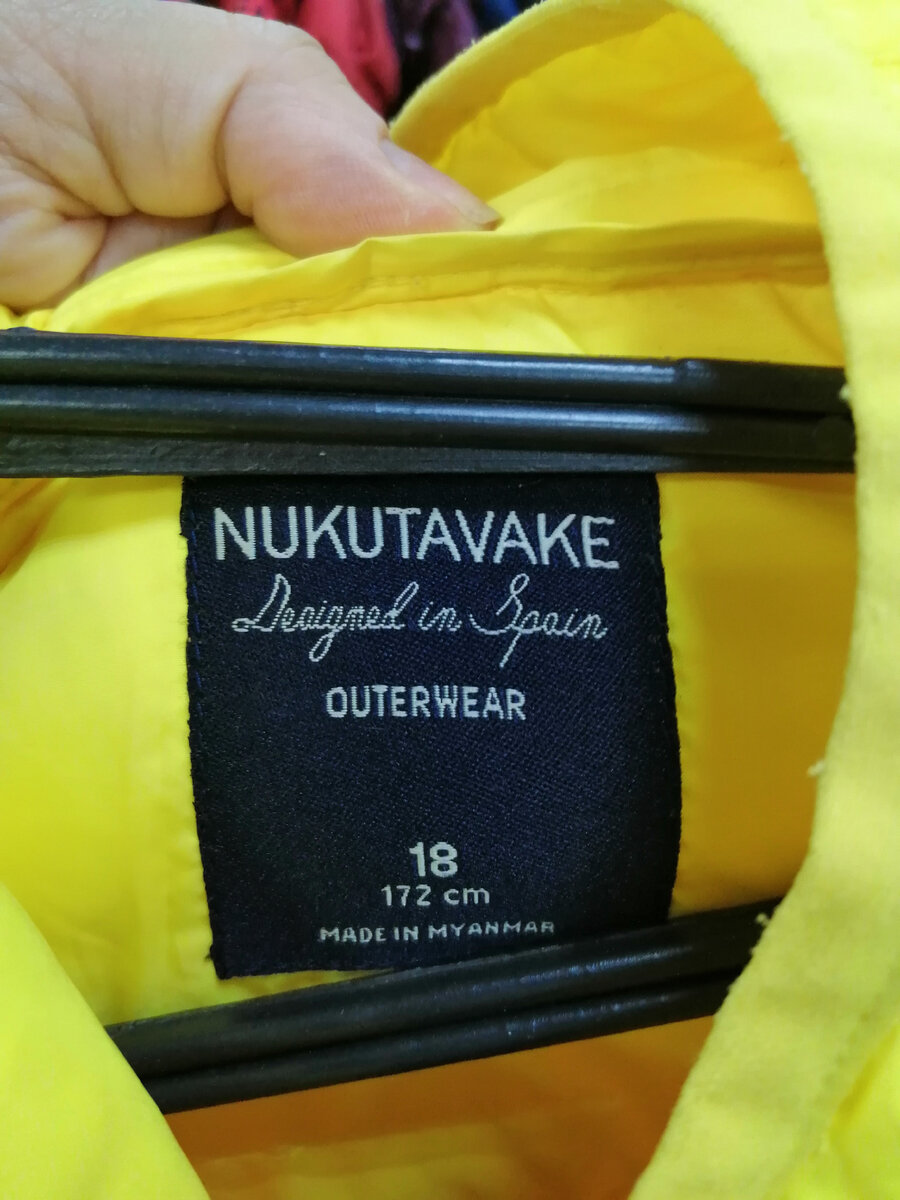 NUKUTAVAKE
Designed in Spain
OUTERWEAR
18
172 cm
MADE IN MYANMAR